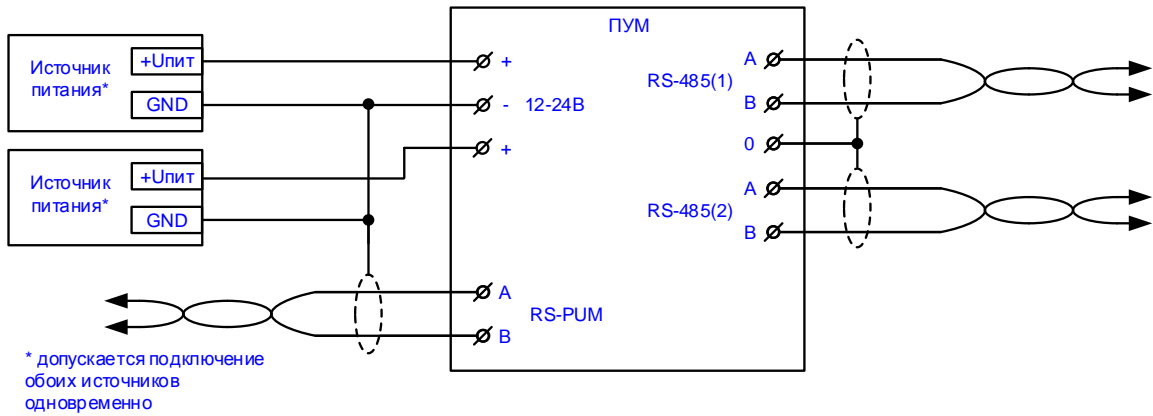 ПУМ
Источник
питания*
+Uпит
GND
Источник
питания*
+Uпит
GND
+
- 12-24В
+
A
RS-485(1)
B
0
A
RS-485(2)
B
A
RS-PUM
B
* допускается подключение
обоих источников
одновременно